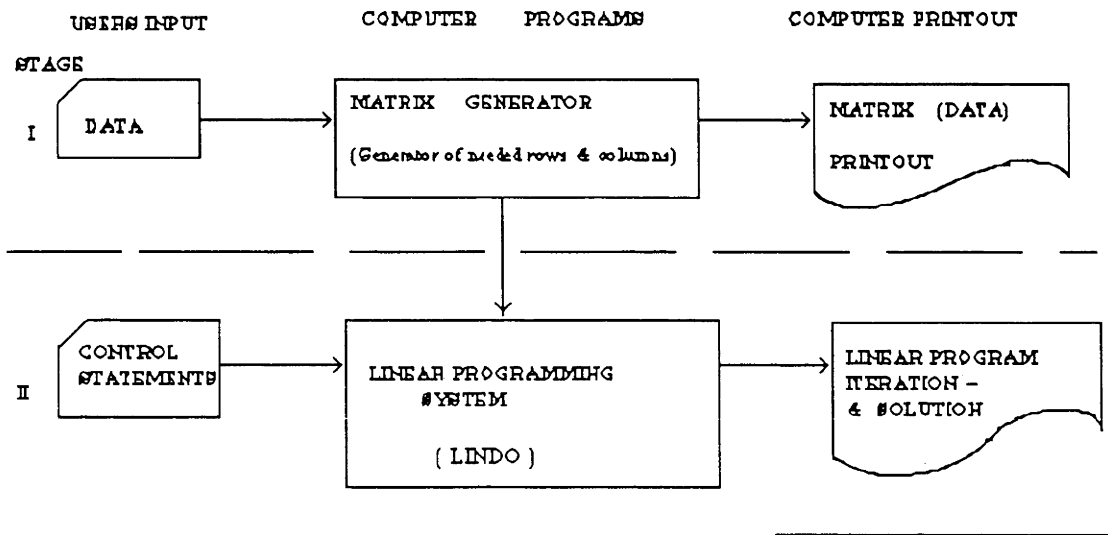 USERS INPUT
COMPUTER PROGRAMS
COMPUTER PRINTOUT
STAGE
I
DATA
MATRIX GENERATOR
(Generator of needed rows & columns)
MATRIX (DATA)
PRINTOUT
II
CONTROL
STATEMENTS
LINEAR PROGRAMMING
SYSTEM
( LINDO )
LINEAR PROGRAM
ITERATION -
& SOLUTION